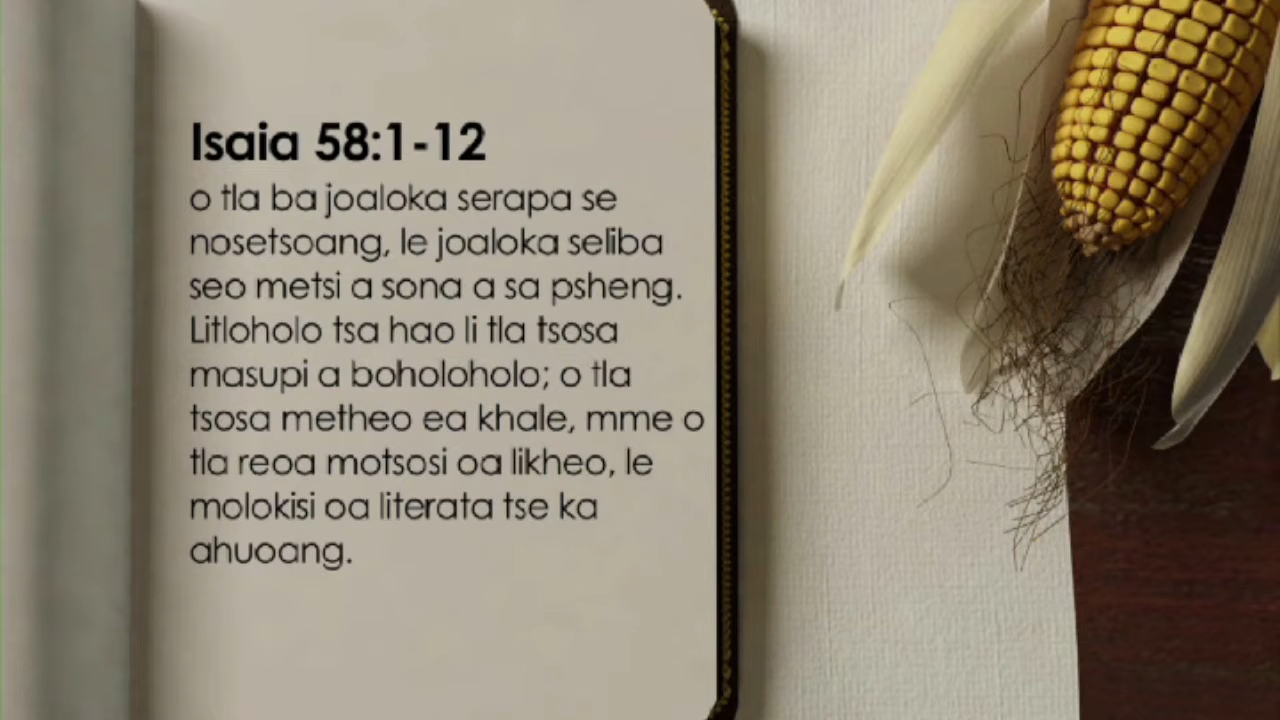 Isaia 58:1-12
o tla ba joaloka serapa se
nosetsoang, le joaloka seliba
seo metsi a sona a sa psheng.
Litloholo tsa hao li tla tsosa
masupi a boholoholo; o tla
tsosa metheo ea khale, mme o
tla reoa motsosi oa likheo, le
molokisi oa literata tse ka
ahuoang.